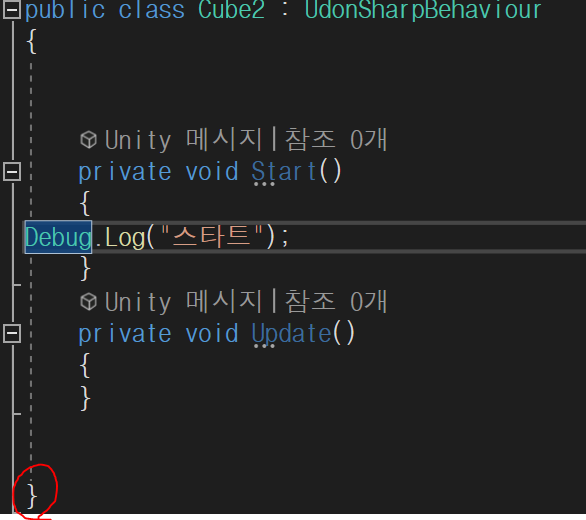 public class Cube2 : UdonSharpBehaviour
{
Unity 메시지|참조 0개
private void Start()
{
Debug.Log("스타트");
}
Unity 메시지|참조 0개
private void Update()
{
}
}